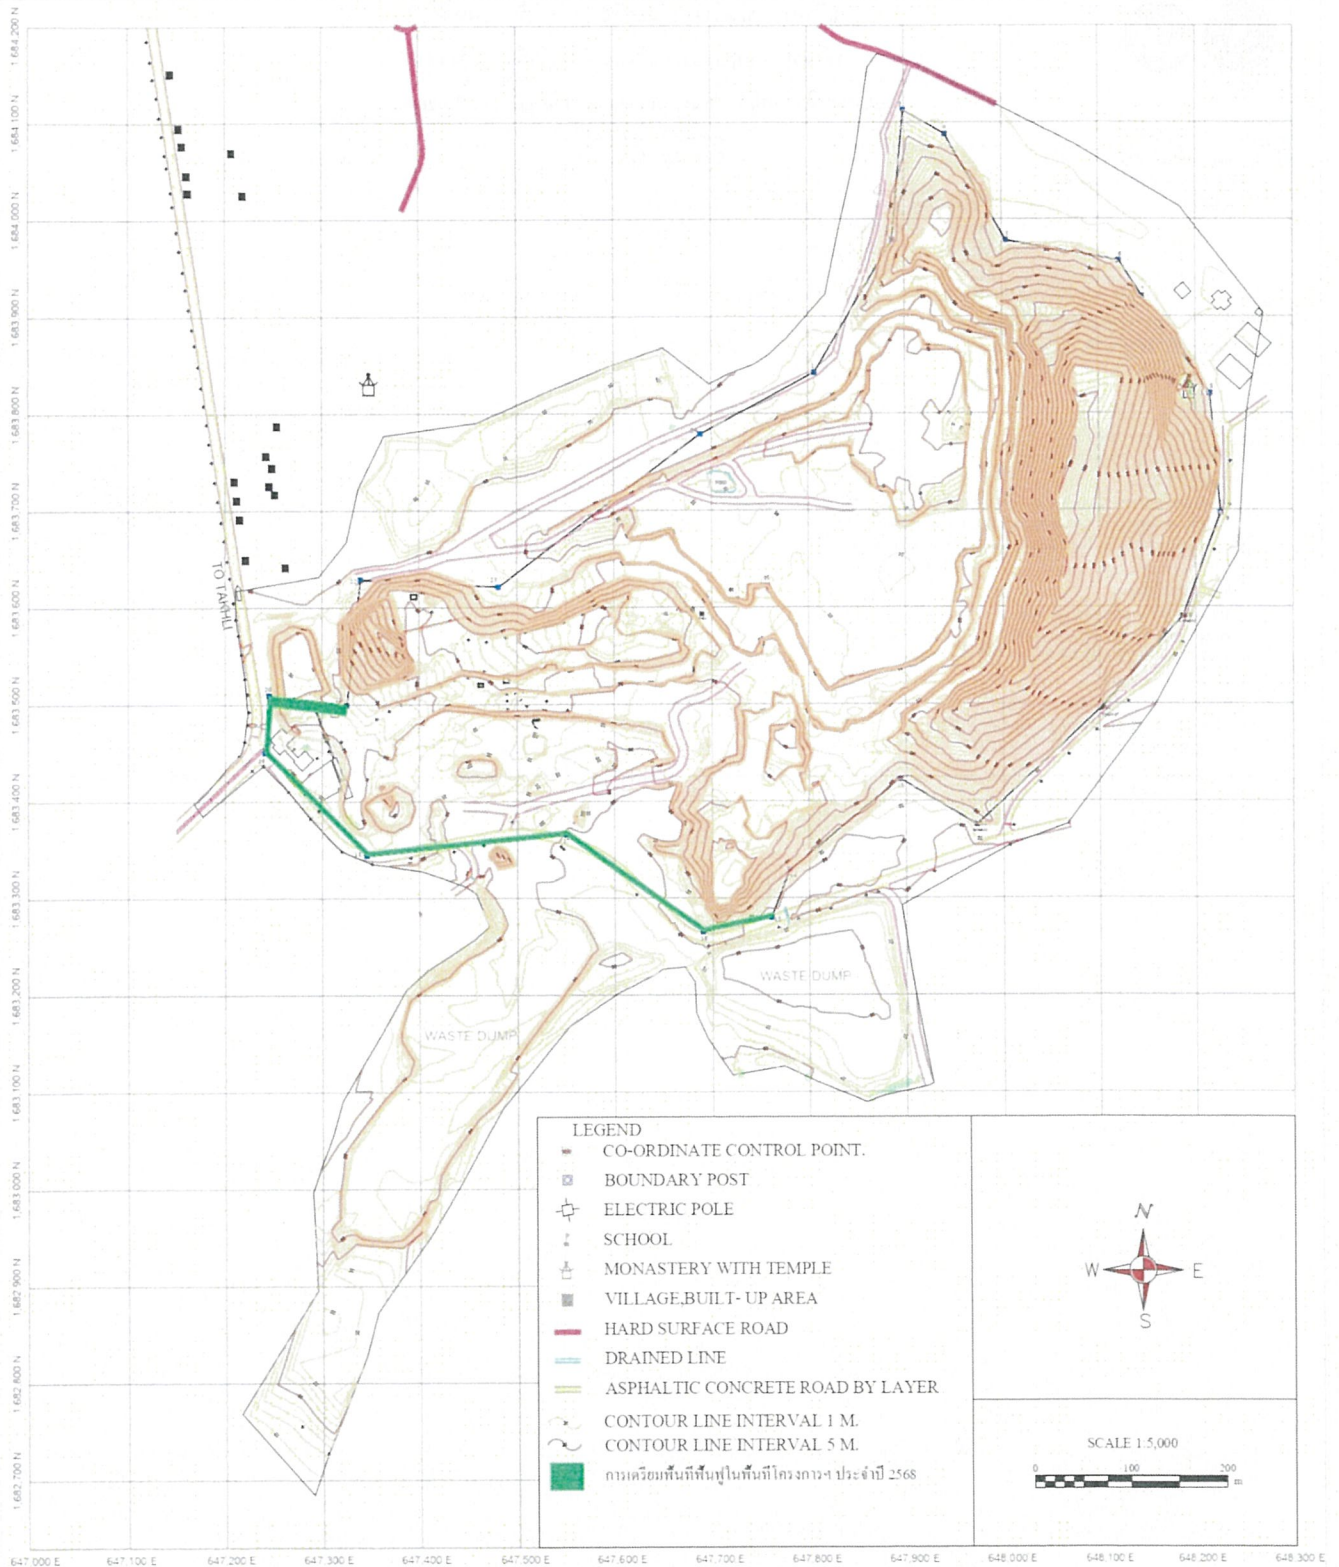 1 684 200 N
1 684 100 N
1 684 000 N
1 683 900 N
1 683 800 N
1 683 700 N
1 683 600 N
1 683 500 N
1 683 400 N
1 683 300 N
1 683 200 N
1 683 100 N
1 683 000 N
1 682 900 N
1 682 800 N
1 682 700 N
TO TAKHLI
WASTE DUMP
WASTE DUMP
LEGEND
CO-ORDINATE CONTROL POINT.
BOUNDARY POST
ELECTRIC POLE
SCHOOL
MONASTERY WITH TEMPLE
VILLAGE,BUILT- UP AREA
HARD SURFACE ROAD
DRAINED LINE
ASPHALTIC CONCRETE ROAD BY LAYER
CONTOUR LINE INTERVAL 1 M.
CONTOUR LINE INTERVAL 5 M.
การเตรียมพื้นที่ฟื้นฟูในพื้นที่โครงการฯ ประจำปี 2568
N
W E
S
SCALE 1:5,000
0 100 200
m
647 000 E 647 100 E 647 200 E 647 300 E 647 400 E 647 500 E 647 600 E 647 700 E 647 800 E 647 900 E 648 000 E 648 100 E 648 200 E 648 300 E